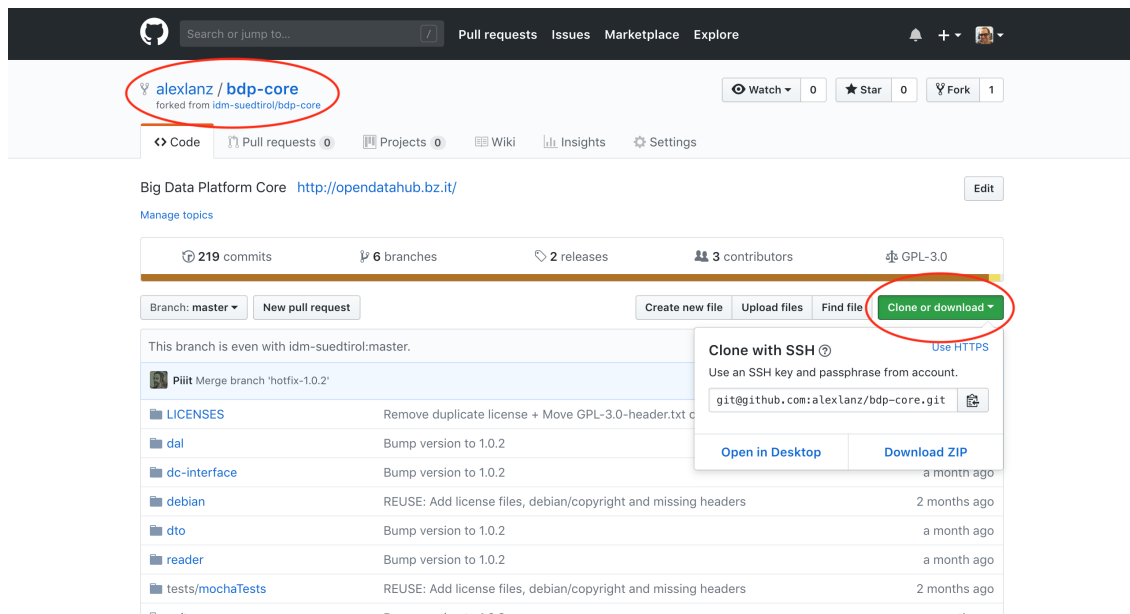 Search or jump to... / Pull requests Issues Marketplace Explore
alexlanz / bdp-core Watch 0 Star 0 Fork 1
forked from idm-suedtirol/bdp-core
Code Pull requests 0 Projects 0 Wiki Insights Settings
Big Data Platform Core http://opendatahub.bz.it/ Edit
Manage topics
219 commits 6 branches 2 releases 3 contributors GPL-3.0
Branch: master New pull request Create new file Upload files Find file Clone or download
This branch is even with idm-suedtirol:master.
Clone with SSH Use HTTPS
Use an SSH key and passphrase from account.
git@github.com:alexlanz/bdp-core.git
Open in Desktop Download ZIP
Piiit Merge branch 'hotfix-1.0.2'
LICENSES Remove duplicate license + Move GPL-3.0-header.txt
dal Bump version to 1.0.2
dc-interface Bump version to 1.0.2 a month ago
debian REUSE: Add license files, debian/copyright and missing headers 2 months ago
dto Bump version to 1.0.2 a month ago
reader Bump version to 1.0.2 a month ago
tests/mochaTests REUSE: Add license files, debian/copyright and missing headers 2 months ago